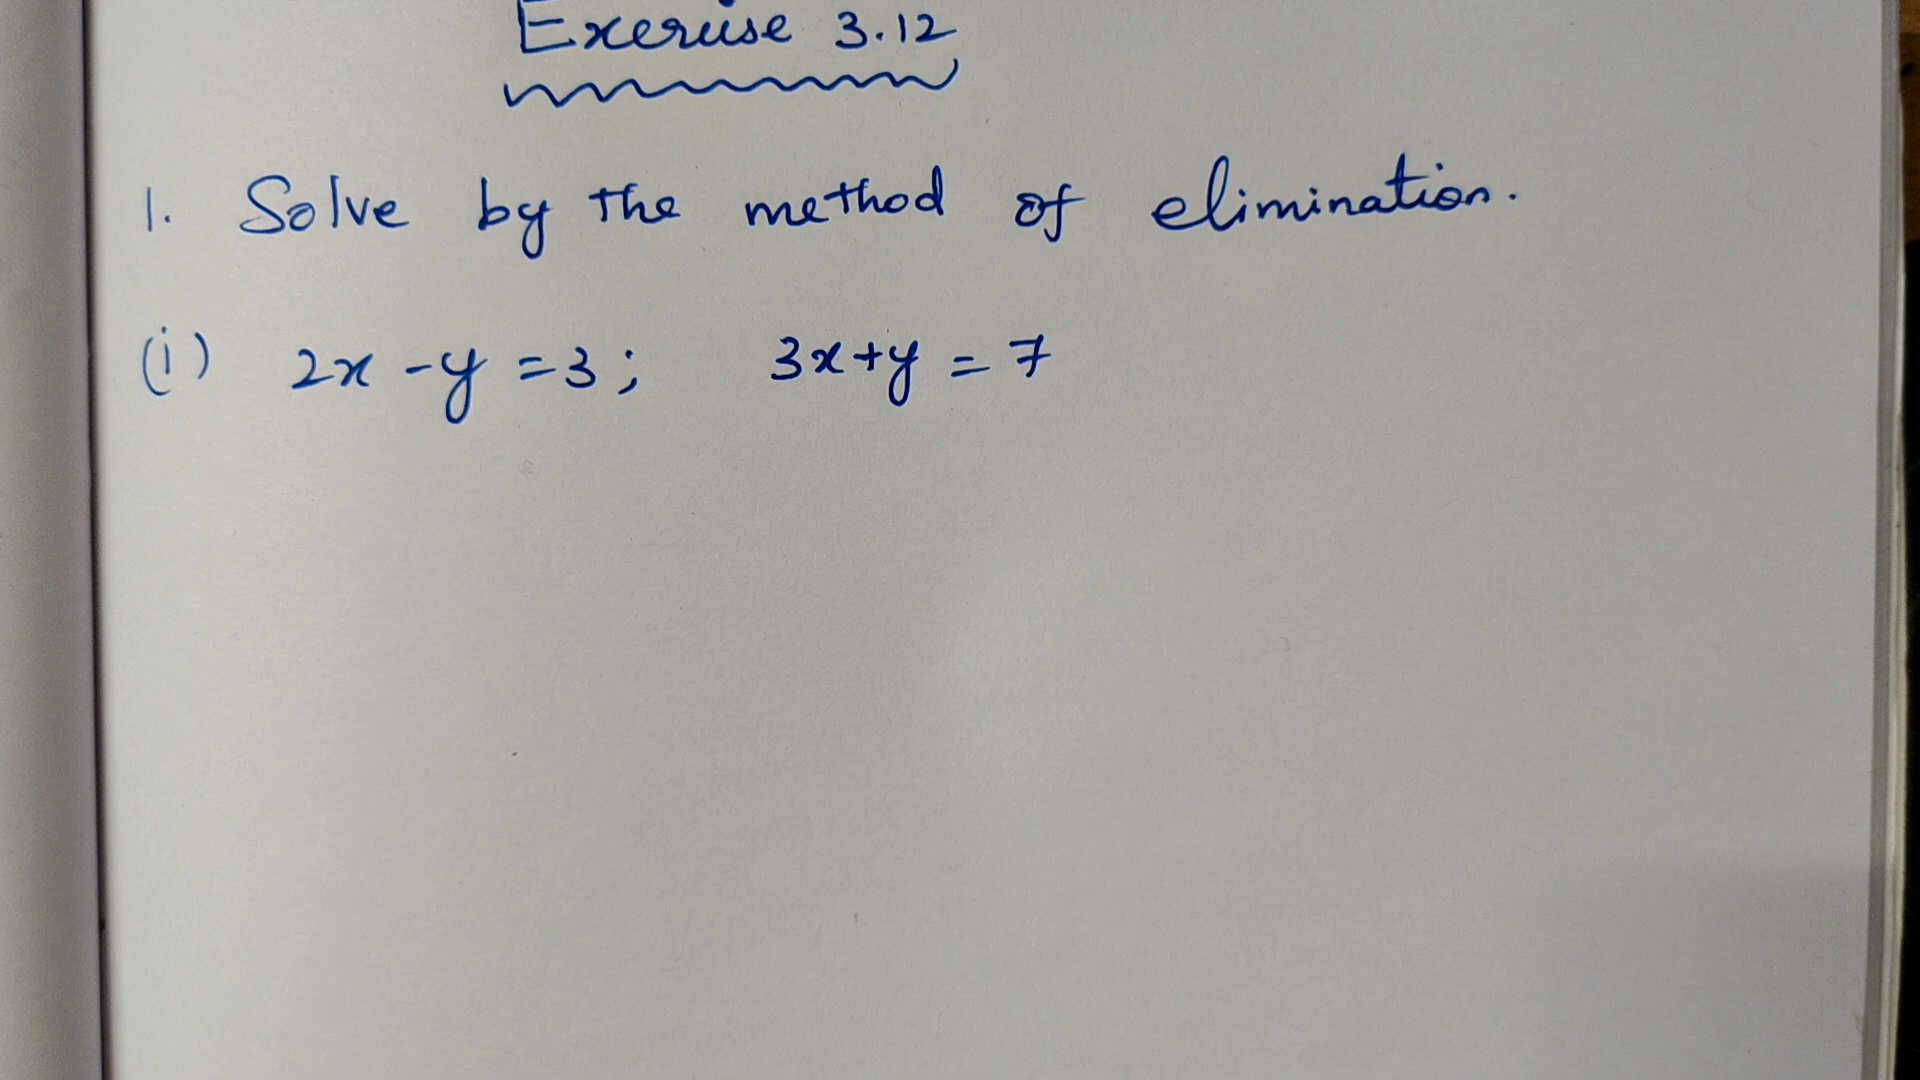 Exercise 3.12
1. Solve by the method of elimination.
(i) 2x - y = 3; 3x + y = 7